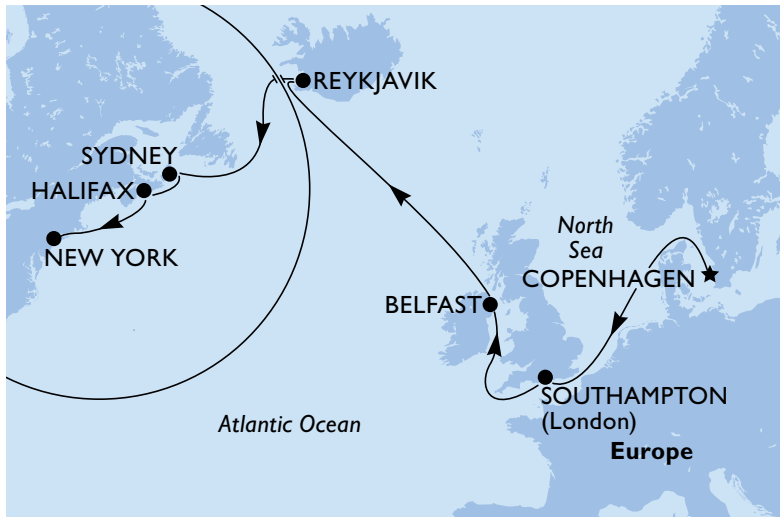 REYKJAVIK
SYDNEY
HALIFAX
NEW YORK
North
Sea
COPENHAGEN
BELFAST
SOUTHAMPTON
(London)
Atlantic Ocean
Europe